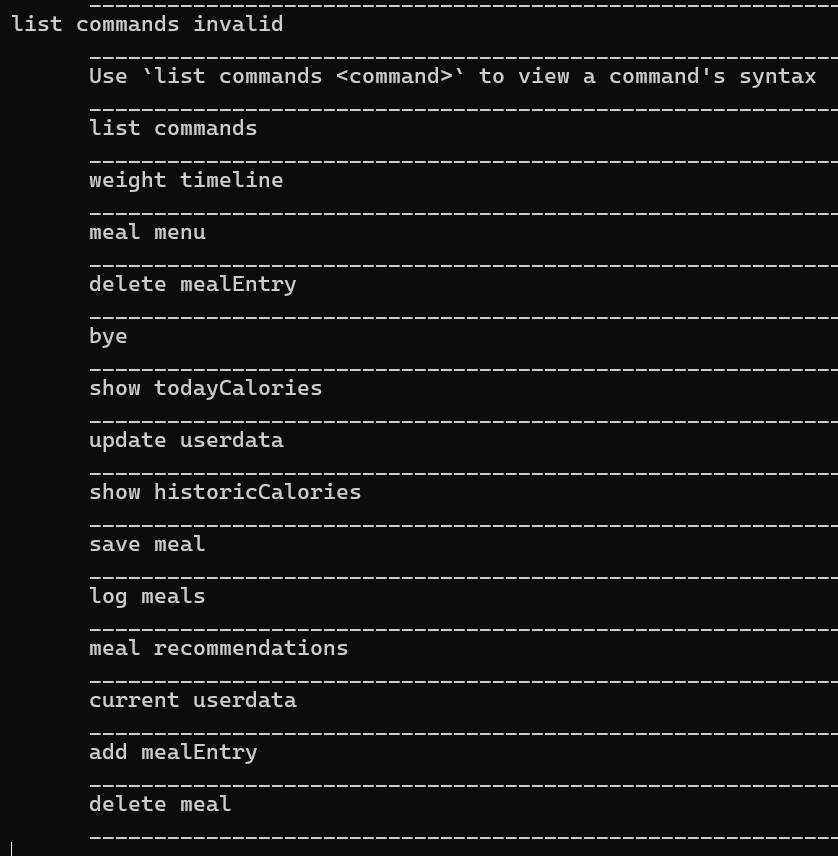 list commands invalid
Use `list commands <command>` to view a command's syntax
list commands
weight timeline
meal menu
delete mealEntry
bye
show todayCalories
update userdata
show historicCalories
save meal
log meals
meal recommendations
current userdata
add mealEntry
delete meal